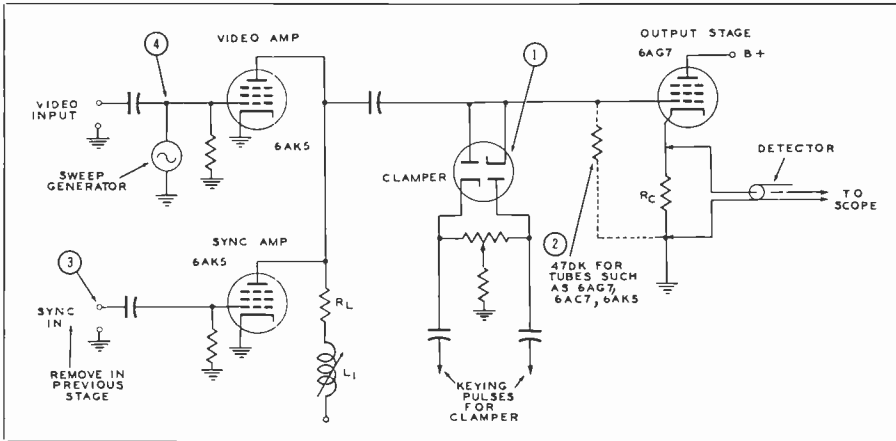 VIDEO AMP
4
VIDEO
INPUT
6AK5
SWEEP
GENERATOR
SYNC AMP
6AK5
3
SYNC
IN
REMOVE IN
PREVIOUS
STAGE
RL
L1
1
CLAMPER
2
47DK FOR
TUBES SUCH
AS 6AG7,
6AC7, 6AK5
KEYING
PULSES
FOR
CLAMPER
OUTPUT STAGE
6AG7
B+
DETECTOR
RC
TO
SCOPE